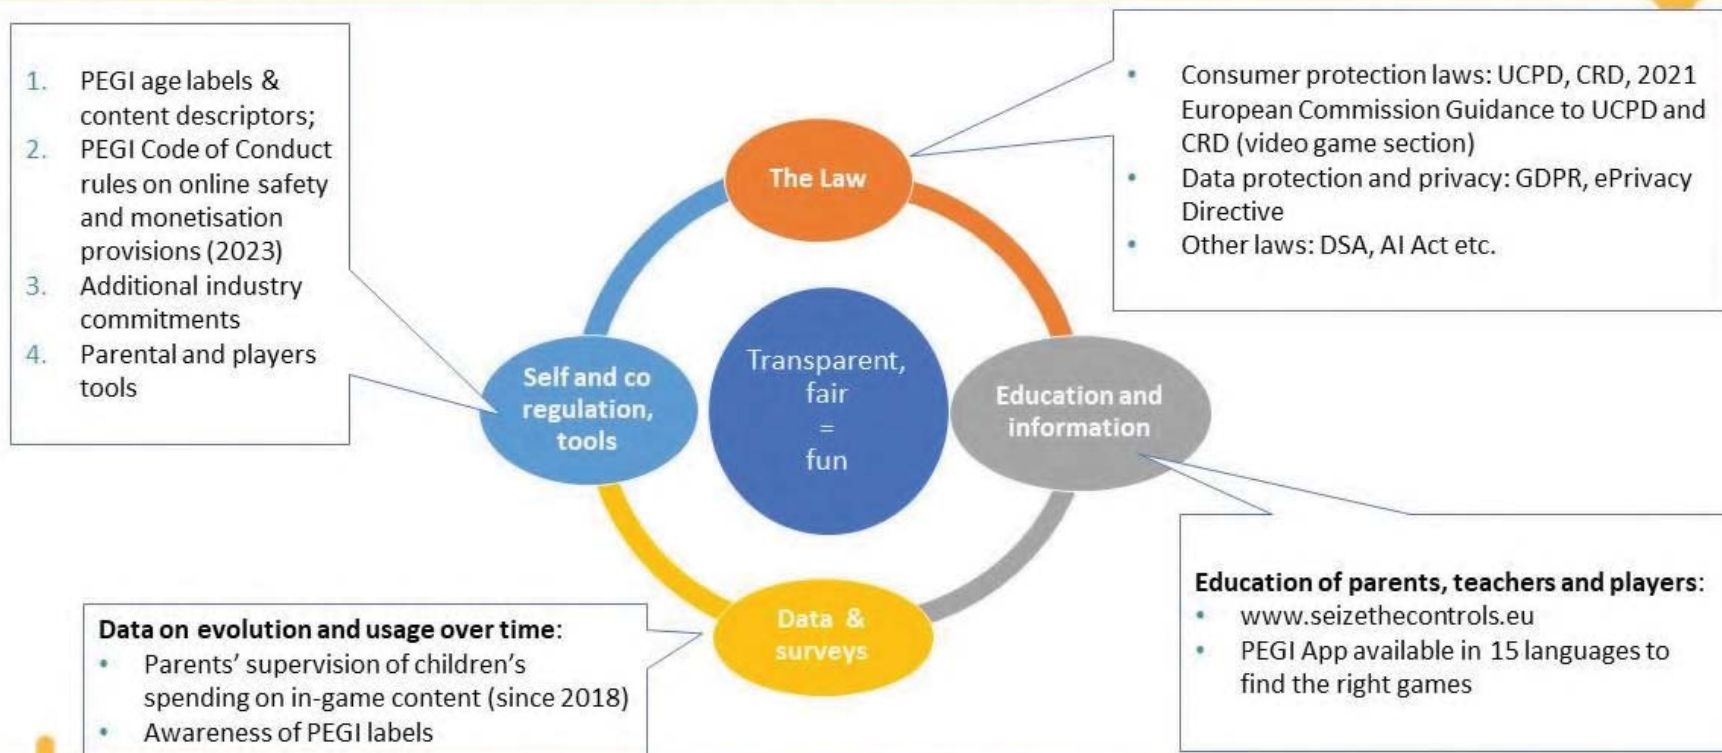 1. PEGI age labels &
content descriptors;
2. PEGI Code of Conduct
rules on online safety
and monetisation
provisions (2023)
3. Additional industry
commitments
4. Parental and players
tools
The Law
• Consumer protection laws: UCPD, CRD, 2021
European Commission Guidance to UCPD and
CRD (video game section)
• Data protection and privacy: GDPR, ePrivacy
Directive
• Other laws: DSA, AI Act etc.
Self and co
regulation,
tools
Transparent,
fair
=
fun
Education and
information
Data &
surveys
Data on evolution and usage over time:
• Parents’ supervision of children’s
spending on in-game content (since 2018)
• Awareness of PEGI labels
Education of parents, teachers and players:
• www.seizethecontrols.eu
• PEGI App available in 15 languages to
find the right games